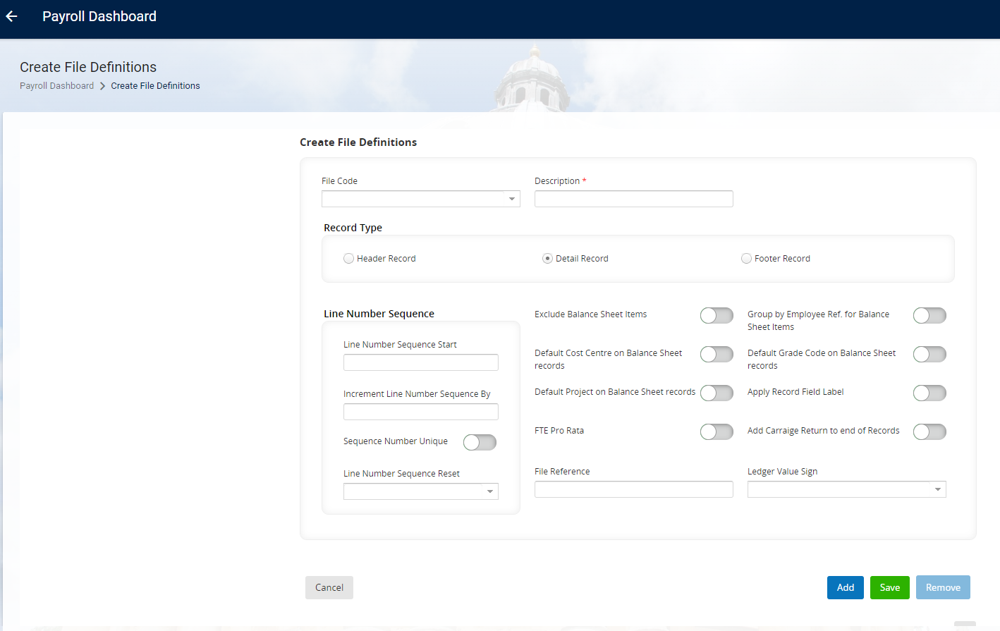 Payroll Dashboard
Create File Definitions
Payroll Dashboard > Create File Definitions
Create File Definitions
File Code
Description *
Record Type
Header Record
Detail Record
Footer Record
Line Number Sequence
Line Number Sequence Start
Increment Line Number Sequence By
Sequence Number Unique
Line Number Sequence Reset
Exclude Balance Sheet Items
Group by Employee Ref. for Balance
Sheet Items
Default Cost Centre on Balance Sheet
records
Default Grade Code on Balance Sheet
records
Default Project on Balance Sheet records
Apply Record Field Label
FTE Pro Rata
Add Carraige Return to end of Records
File Reference
Ledger Value Sign
Cancel
Add
Save
Remove